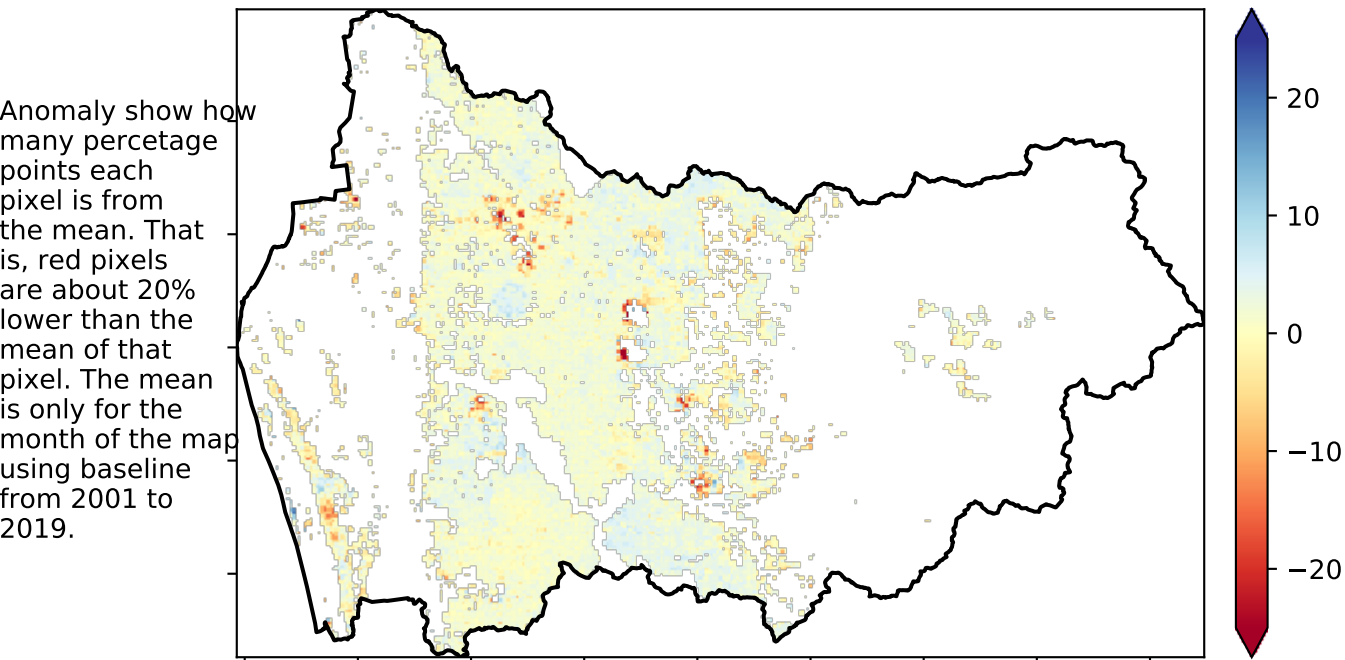 Anomaly show how
many percetage
points each
pixel is from
the mean. That
is, red pixels
are about 20%
lower than the
mean of that
pixel. The mean
is only for the
month of the map
using baseline
from 2001 to
2019.
20
10
0
−10
−20